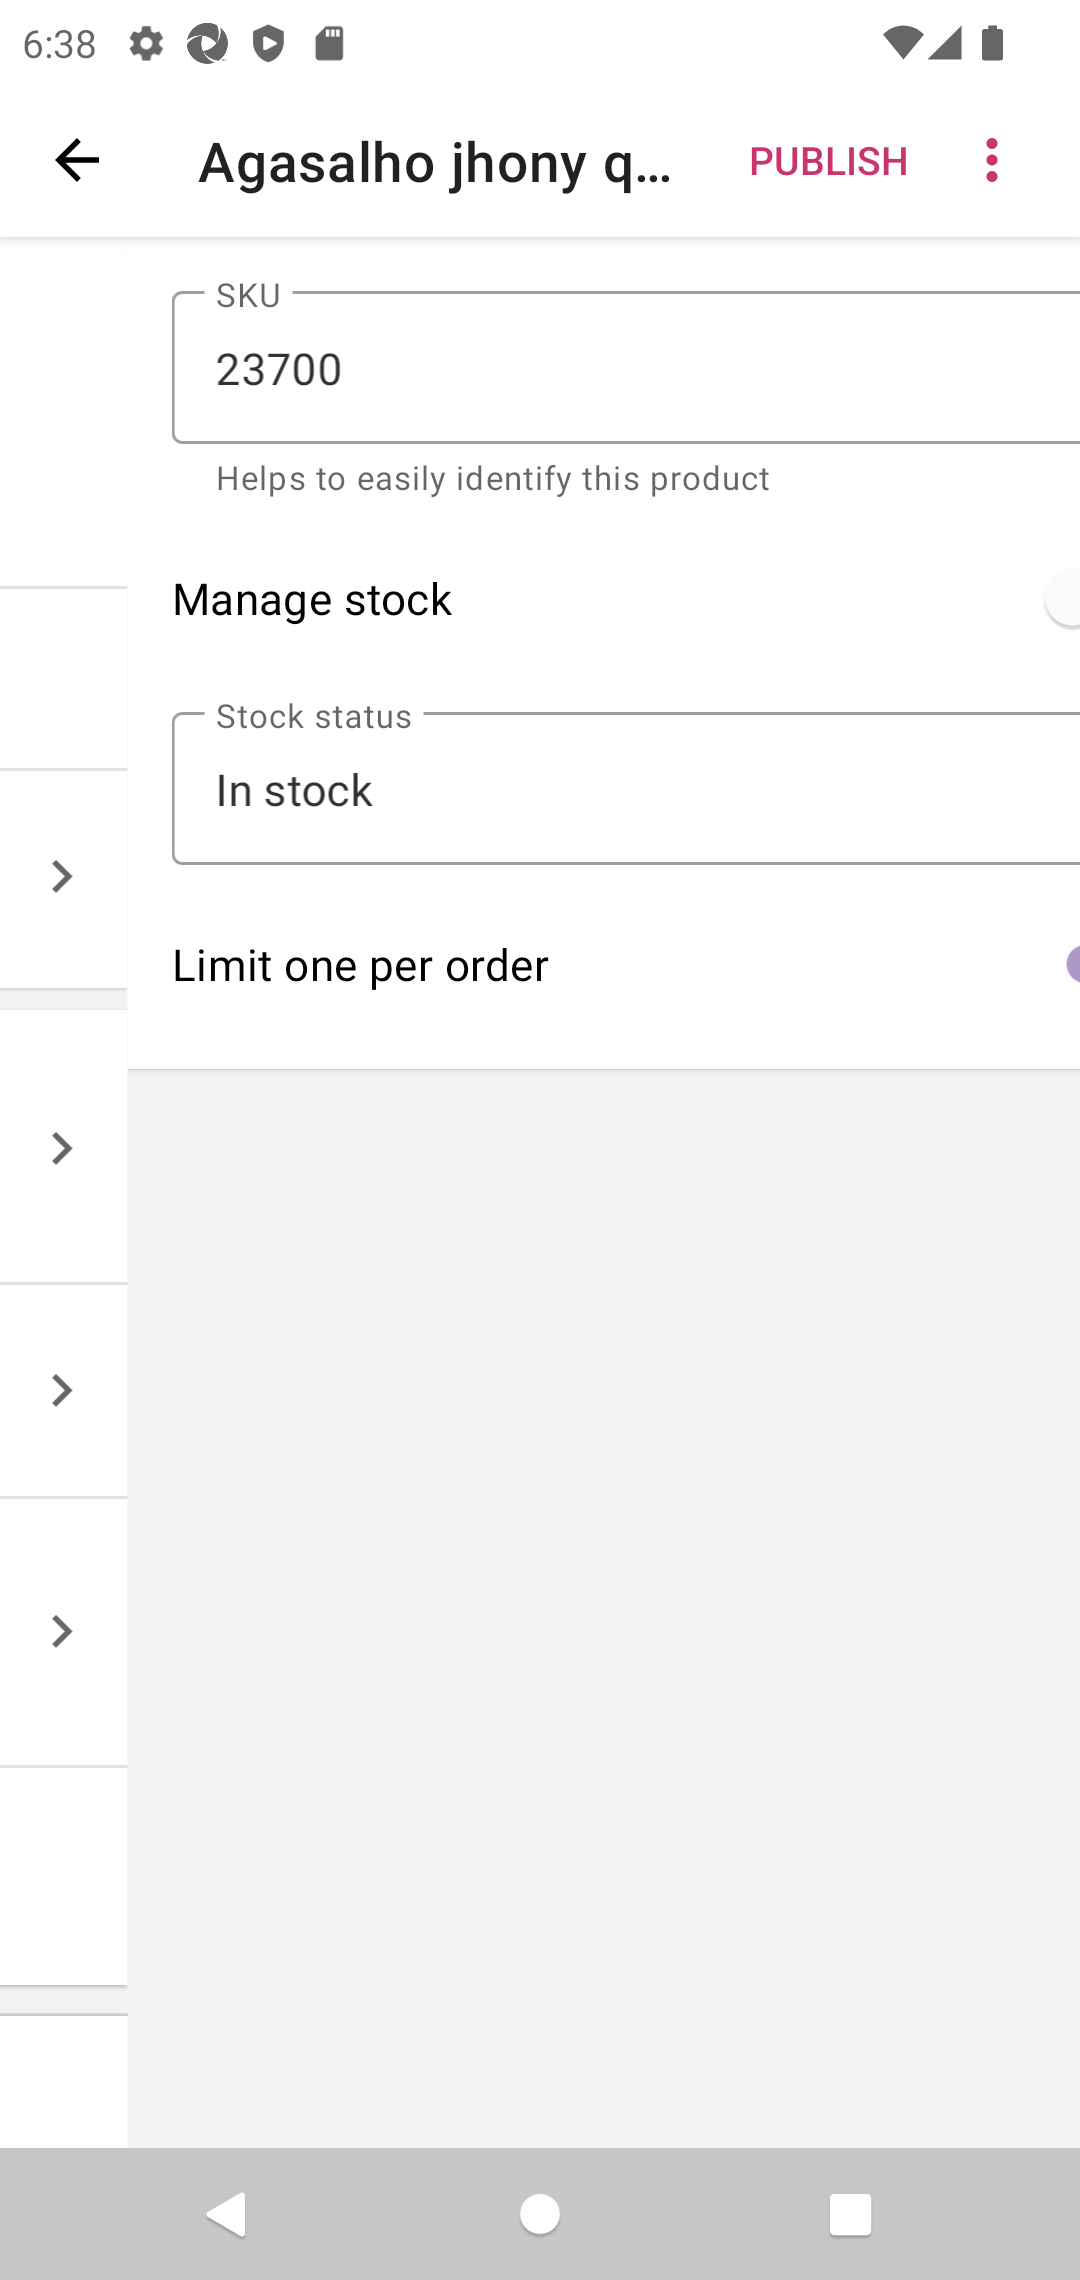 6:38
Agasalho jhony q...
PUBLISH
SKU
23700
Helps to easily identify this product
Manage stock
Stock status
In stock
Limit one per order